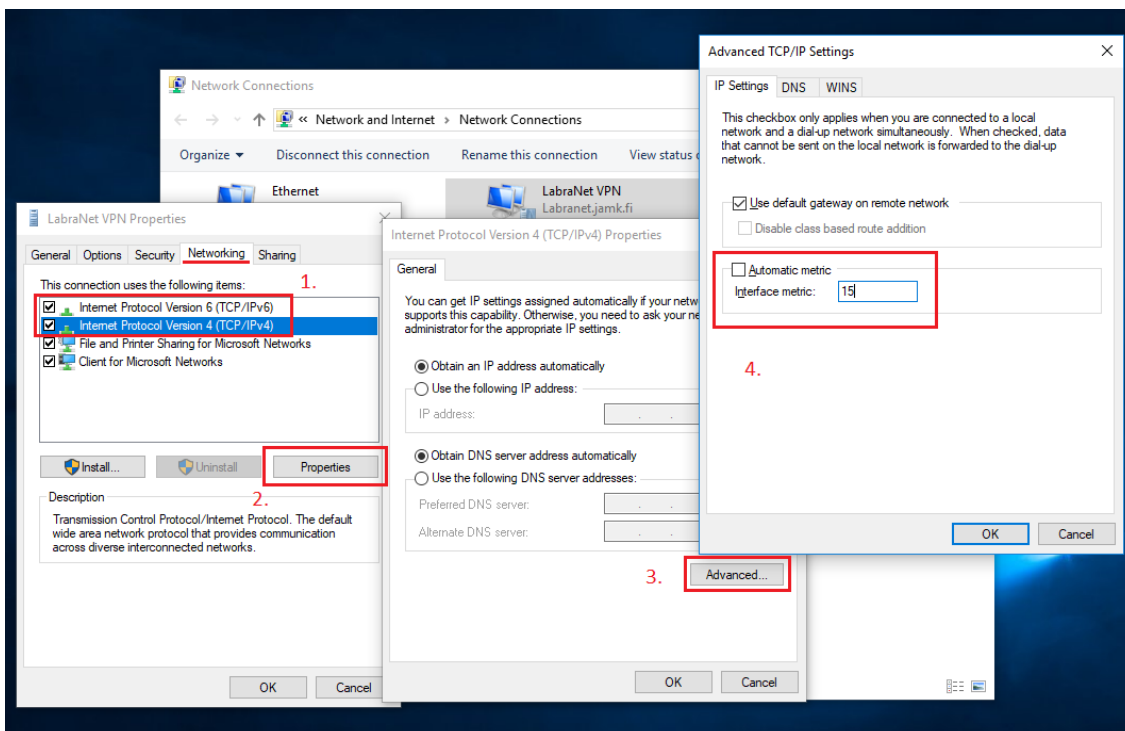 Network Connections
« Network and Internet > Network Connections
Organize Disconnect this connection Rename this connection View status
Ethernet
LabraNet VPN
Labranet.jamk.fi
LabraNet VPN Properties
General Options Security Networking Sharing
1.
This connection uses the following items:
Internet Protocol Version 6 (TCP/IPv6)
Internet Protocol Version 4 (TCP/IPv4)
File and Printer Sharing for Microsoft Networks
Client for Microsoft Networks
Install... Uninstall Properties
2.
Description
Transmission Control Protocol/Internet Protocol. The default
wide area network protocol that provides communication
across diverse interconnected networks.
OK Cancel
Internet Protocol Version 4 (TCP/IPv4) Properties
General
You can get IP settings assigned automatically if your netw
supports this capability. Otherwise, you need to ask your ne
administrator for the appropriate IP settings.
Obtain an IP address automatically
Use the following IP address:
IP address:
Obtain DNS server address automatically
Use the following DNS server addresses:
Preferred DNS server:
Alternate DNS server:
3.
Advanced...
OK Cancel
Advanced TCP/IP Settings
IP Settings DNS WINS
This checkbox only applies when you are connected to a local
network and a dial-up network simultaneously. When checked, data
that cannot be sent on the local network is forwarded to the dial-up
network.
Use default gateway on remote network
Disable class based route addition
Automatic metric
Interface metric: 15
4.
OK Cancel